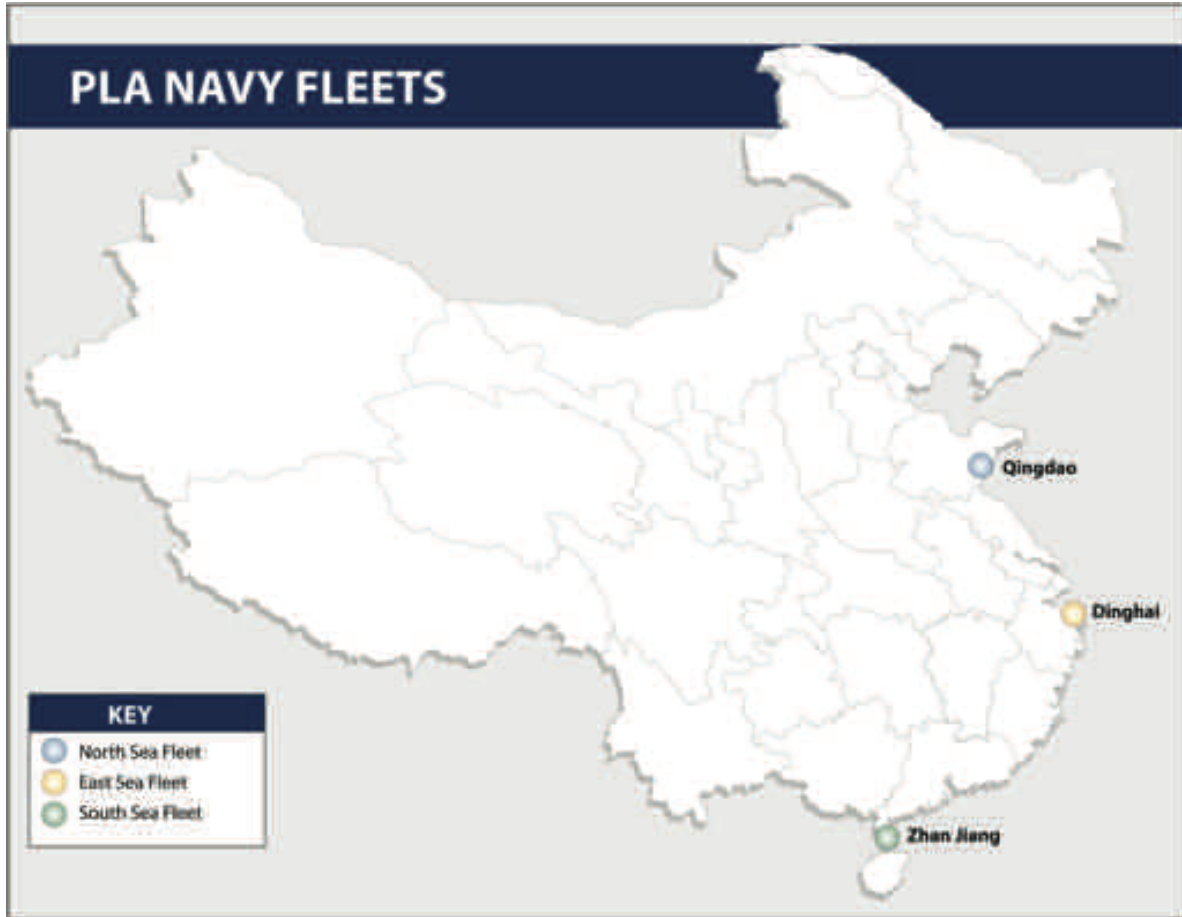 PLA NAVY FLEETS
Qingdao
Dinghai
KEY
North Sea Fleet
East Sea Fleet
South Sea Fleet
Zhan Jiang